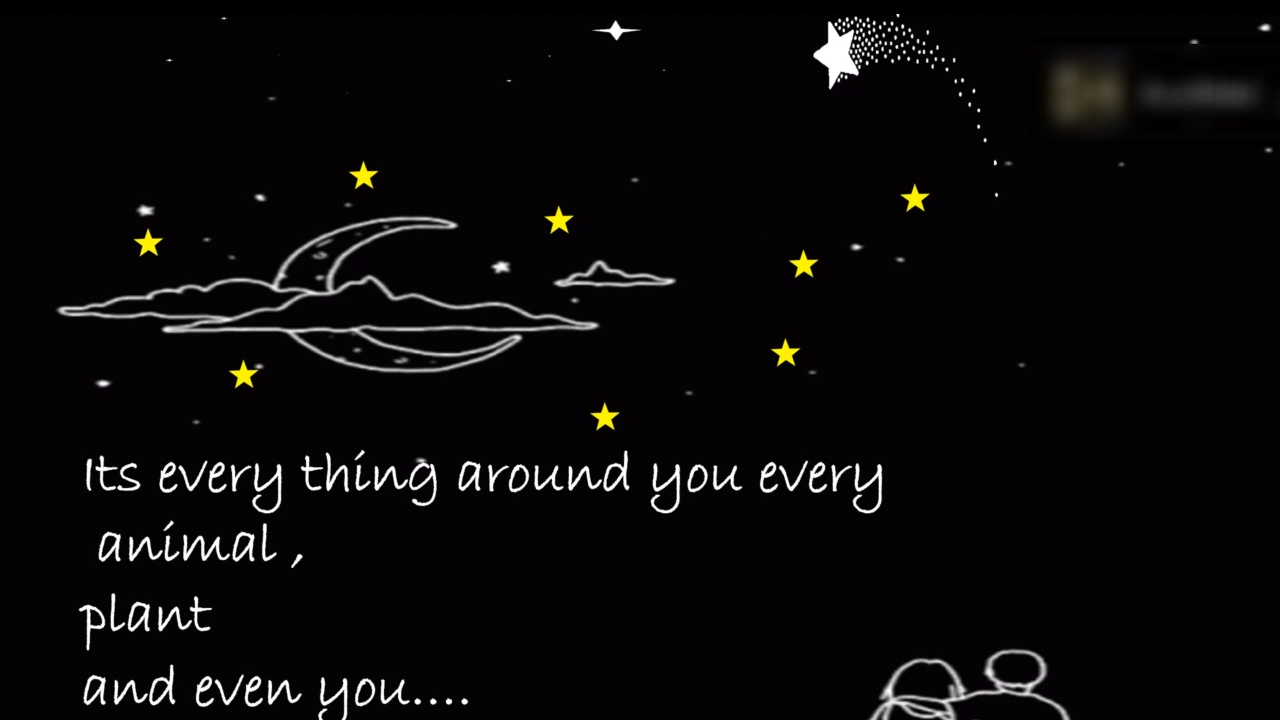 Its every thing around you every
animal ,
plant
and even you....